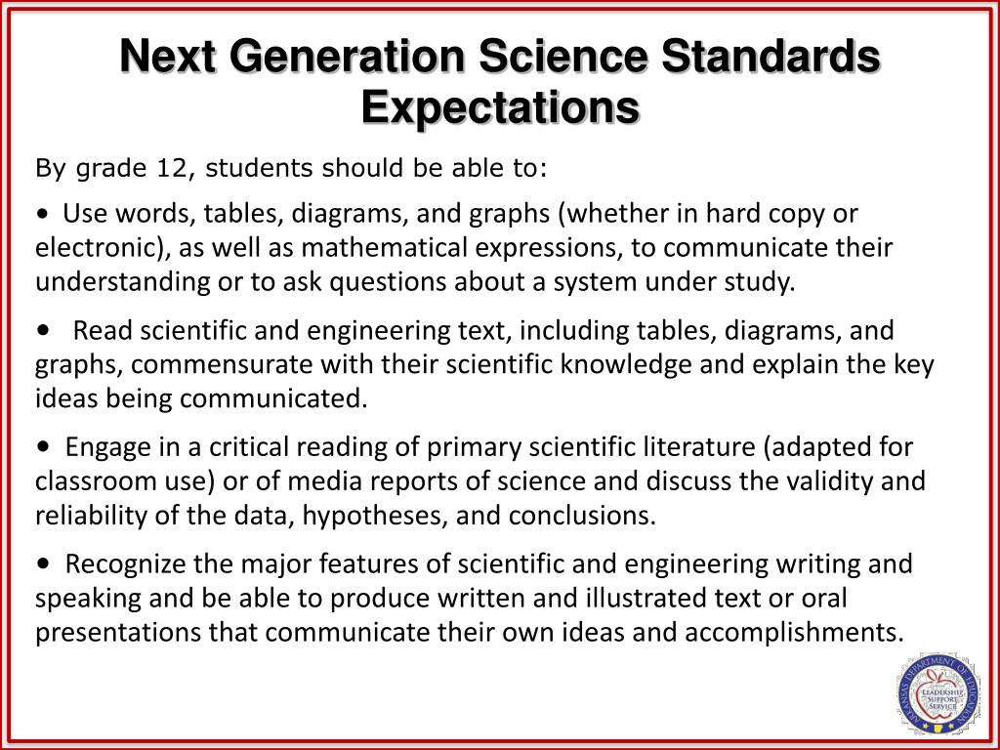 Next Generation Science Standards
Expectations
By grade 12, students should be able to:
• Use words, tables, diagrams, and graphs (whether in hard copy or
electronic), as well as mathematical expressions, to communicate their
understanding or to ask questions about a system under study.
• Read scientific and engineering text, including tables, diagrams, and
graphs, commensurate with their scientific knowledge and explain the key
ideas being communicated.
• Engage in a critical reading of primary scientific literature (adapted for
classroom use) or of media reports of science and discuss the validity and
reliability of the data, hypotheses, and conclusions.
• Recognize the major features of scientific and engineering writing and
speaking and be able to produce written and illustrated text or oral
presentations that communicate their own ideas and accomplishments.
ARKANSAS DEPARTMENT OF EDUCATION
LEADERSHIP
SUPPORT
SERVICE